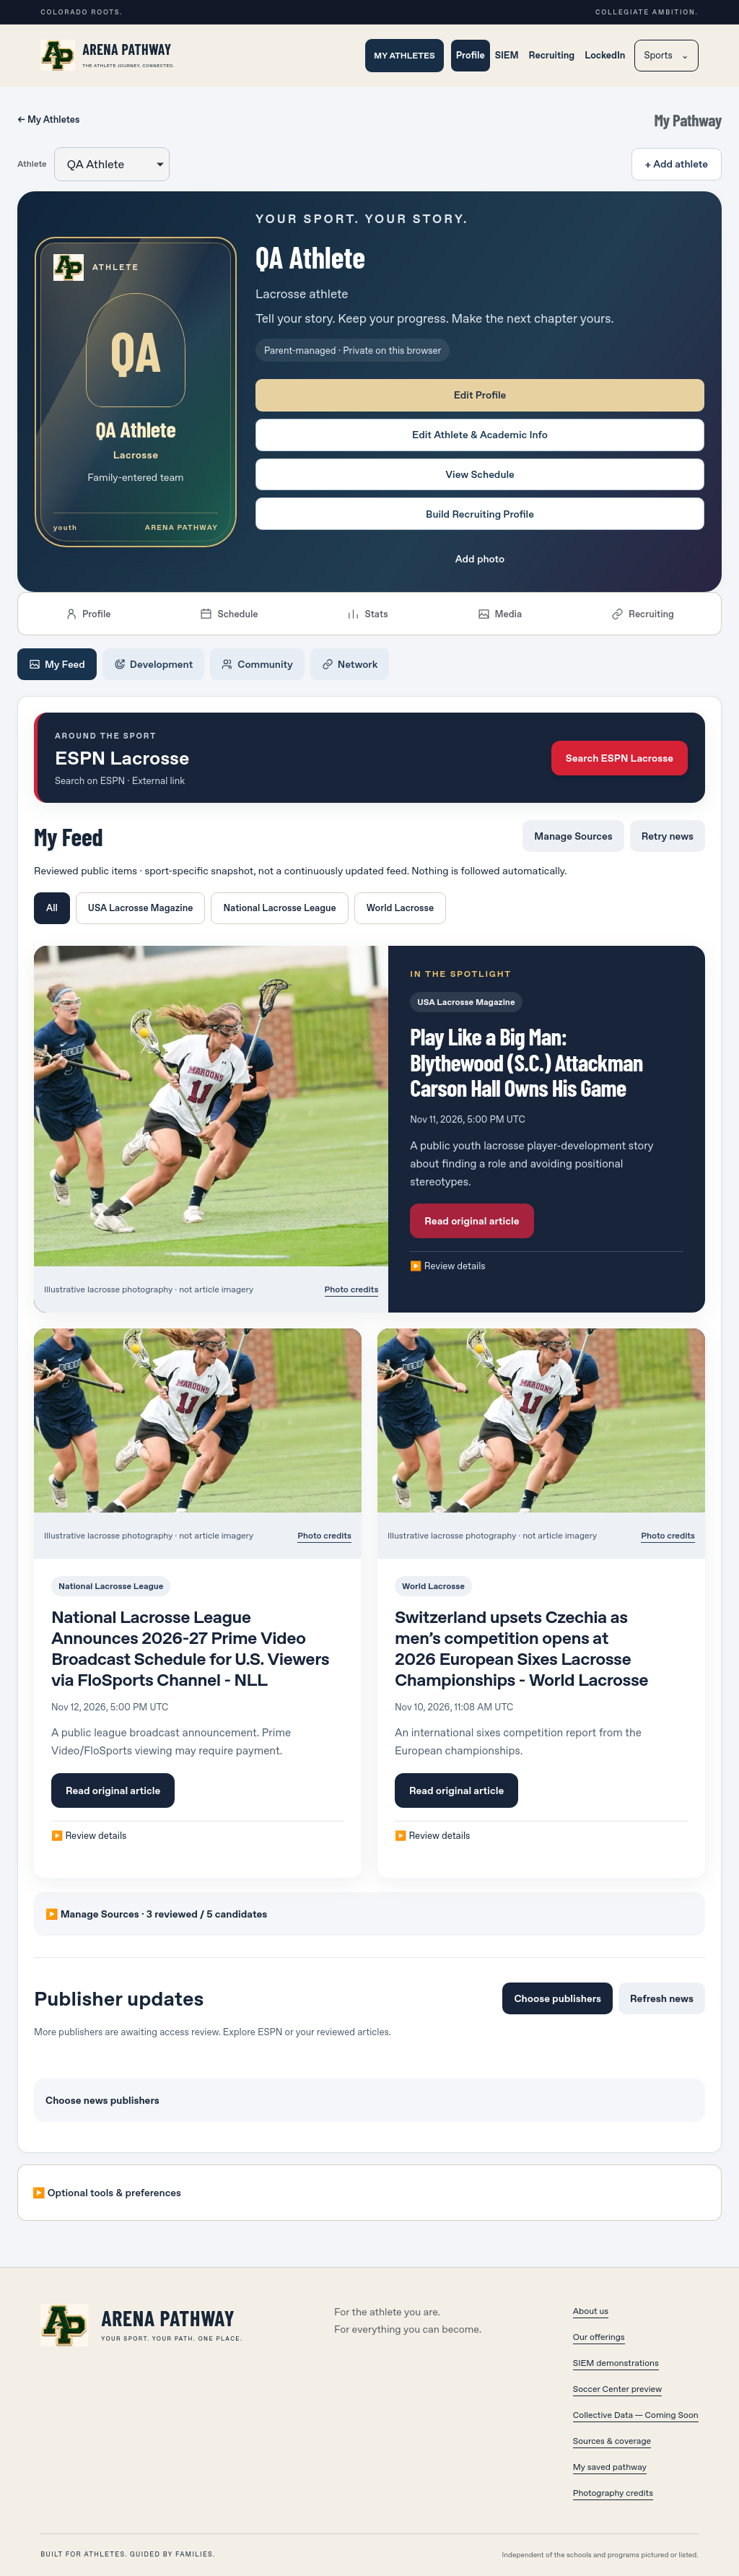 COLORADO ROOTS.
COLLEGIATE AMBITION.
AP
ARENA PATHWAY
THE ATHLETE JOURNEY, CONNECTED.
MY ATHLETES
Profile
SIEM
Recruiting
LockedIn
Sports
← My Athletes
My Pathway
Athlete
QA Athlete
+ Add athlete
YOUR SPORT. YOUR STORY.
AP
ATHLETE
QA
QA Athlete
Lacrosse
Family-entered team
youth
ARENA PATHWAY
QA Athlete
Lacrosse athlete
Tell your story. Keep your progress. Make the next chapter yours.
Parent-managed · Private on this browser
Edit Profile
Edit Athlete & Academic Info
View Schedule
Build Recruiting Profile
Add photo
Profile
Schedule
Stats
Media
Recruiting
My Feed
Development
Community
Network
AROUND THE SPORT
ESPN Lacrosse
Search on ESPN · External link
Search ESPN Lacrosse
My Feed
Manage Sources
Retry news
Reviewed public items · sport-specific snapshot, not a continuously updated feed. Nothing is followed automatically.
All
USA Lacrosse Magazine
National Lacrosse League
World Lacrosse
MAROONS
11
Illustrative lacrosse photography · not article imagery
Photo credits
IN THE SPOTLIGHT
USA Lacrosse Magazine
Play Like a Big Man:
Blythewood (S.C.) Attackman
Carson Hall Owns His Game
Nov 11, 2026, 5:00 PM UTC
A public youth lacrosse player-development story
about finding a role and avoiding positional
stereotypes.
Read original article
Review details
MAROONS
11
Illustrative lacrosse photography · not article imagery
Photo credits
National Lacrosse League
National Lacrosse League
Announces 2026-27 Prime Video
Broadcast Schedule for U.S. Viewers
via FloSports Channel - NLL
Nov 12, 2026, 5:00 PM UTC
A public league broadcast announcement. Prime
Video/FloSports viewing may require payment.
Read original article
Review details
MAROONS
11
Illustrative lacrosse photography · not article imagery
Photo credits
World Lacrosse
Switzerland upsets Czechia as
men's competition opens at
2026 European Sixes Lacrosse
Championships - World Lacrosse
Nov 10, 2026, 11:08 AM UTC
An international sixes competition report from the
European championships.
Read original article
Review details
Manage Sources · 3 reviewed / 5 candidates
Publisher updates
Choose publishers
Refresh news
More publishers are awaiting access review. Explore ESPN or your reviewed articles.
Choose news publishers
Optional tools & preferences
AP
ARENA PATHWAY
YOUR SPORT. YOUR PATH. ONE PLACE.
For the athlete you are.
For everything you can become.
About us
Our offerings
SIEM demonstrations
Soccer Center preview
Collective Data — Coming Soon
Sources & coverage
My saved pathway
Photography credits
BUILT FOR ATHLETES. GUIDED BY FAMILIES.
Independent of the schools and programs pictured or listed.